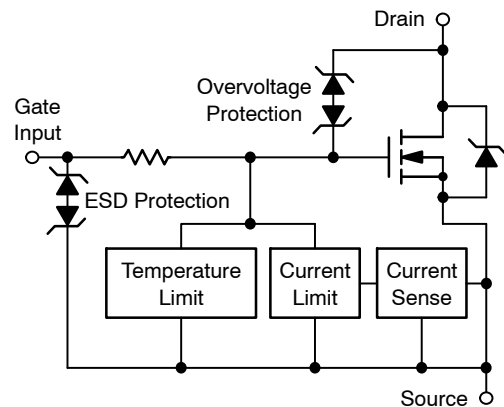 Drain
Overvoltage
Protection
Gate
Input
ESD Protection
Temperature
Limit
Current
Limit
Current
Sense
Source